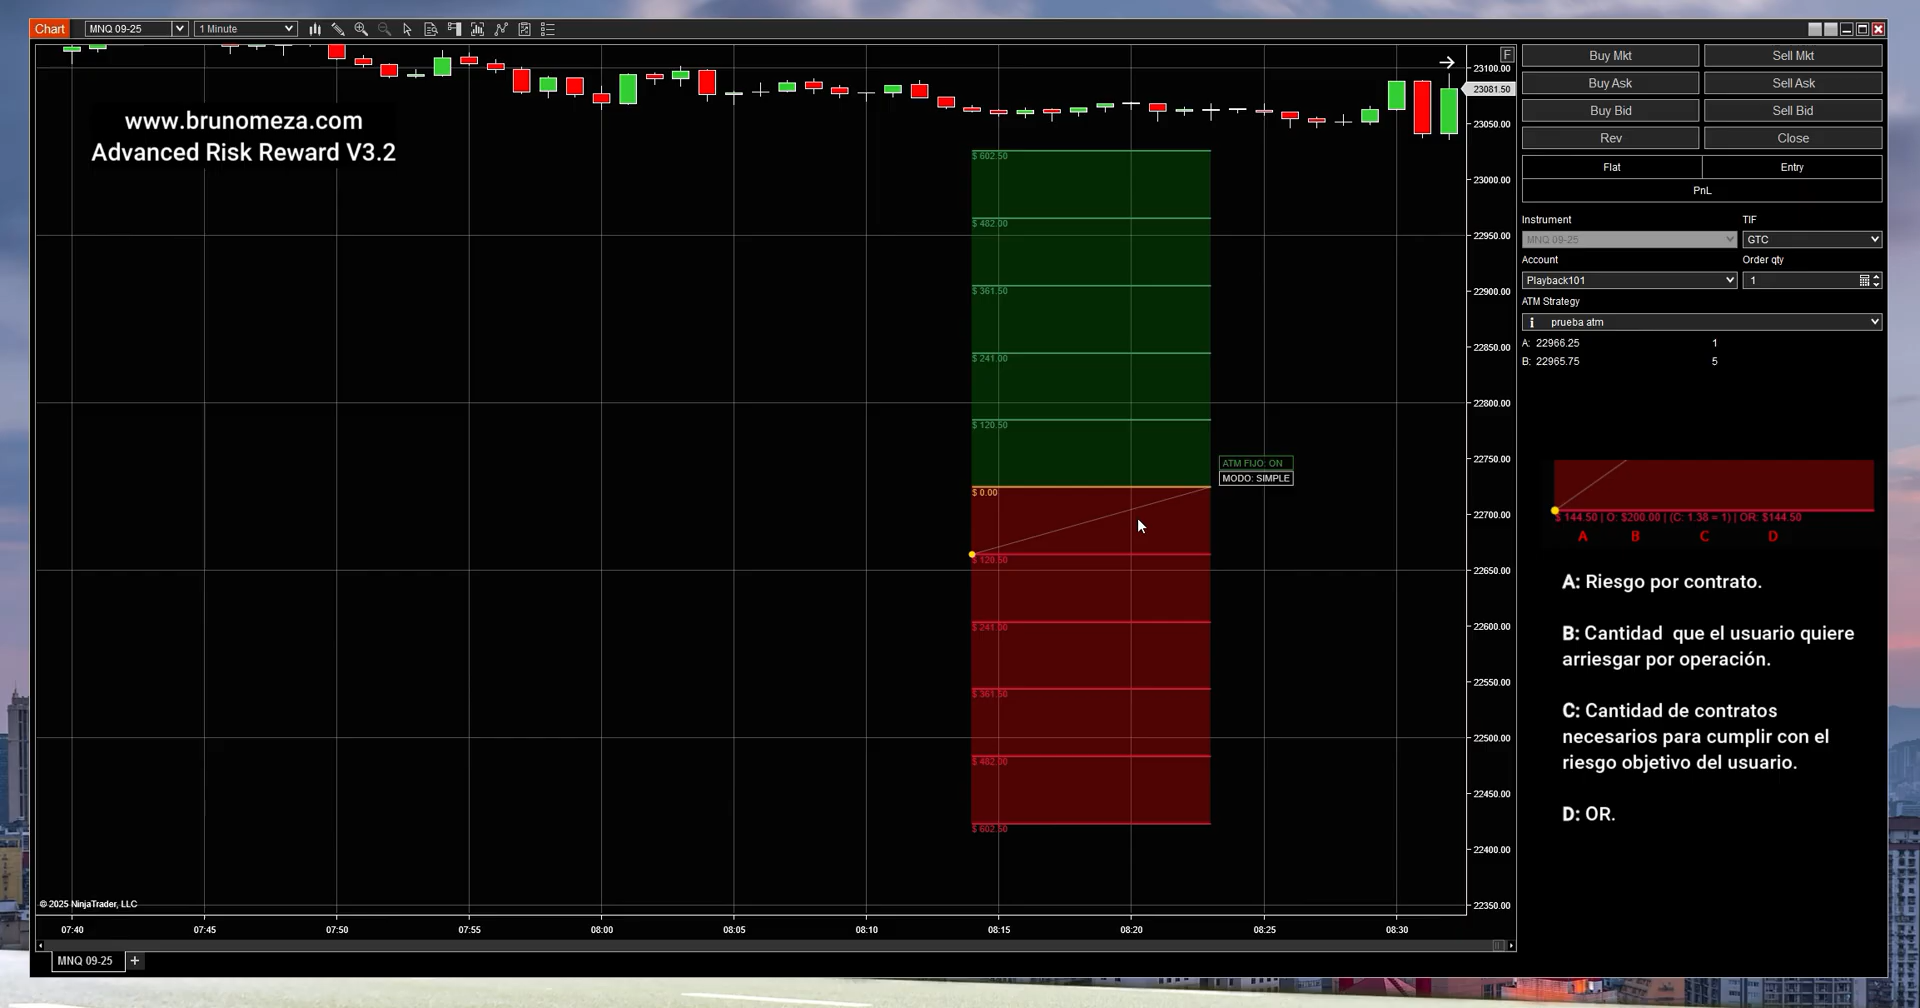 Chart
MNQ 09-25
1 Minute
www.brunomeza.com
Advanced Risk Reward V3.2
F
23100.00
23081.50
23050.00
23000.00
22950.00
22900.00
22850.00
22800.00
22750.00
22700.00
22650.00
22600.00
22550.00
22500.00
22450.00
22400.00
22350.00
$ 602.50
$ 482.00
$ 361.50
$ 241.00
$ 120.50
$ 0.00
$ 120.50
$ 241.00
$ 361.50
$ 482.00
$ 602.50
ATM FIJO: ON
MODO: SIMPLE
© 2025 NinjaTrader, LLC
07:40 07:45 07:50 07:55 08:00 08:05 08:10 08:15 08:20 08:25 08:30
MNQ 09-25 +
Buy Mkt Sell Mkt
Buy Ask Sell Ask
Buy Bid Sell Bid
Rev Close
Flat Entry
PnL
Instrument TIF
MNQ 09-25 GTC
Account Order qty
Playback101 1
ATM Strategy
i prueba atm
A: 22966.25 1
B: 22965.75 5
$ 144.50 | O: $200.00 | (C: 1.38 = 1) | OR: $144.50
A B C D
A: Riesgo por contrato.
B: Cantidad que el usuario quiere
arriesgar por operación.
C: Cantidad de contratos
necesarios para cumplir con el
riesgo objetivo del usuario.
D: OR.